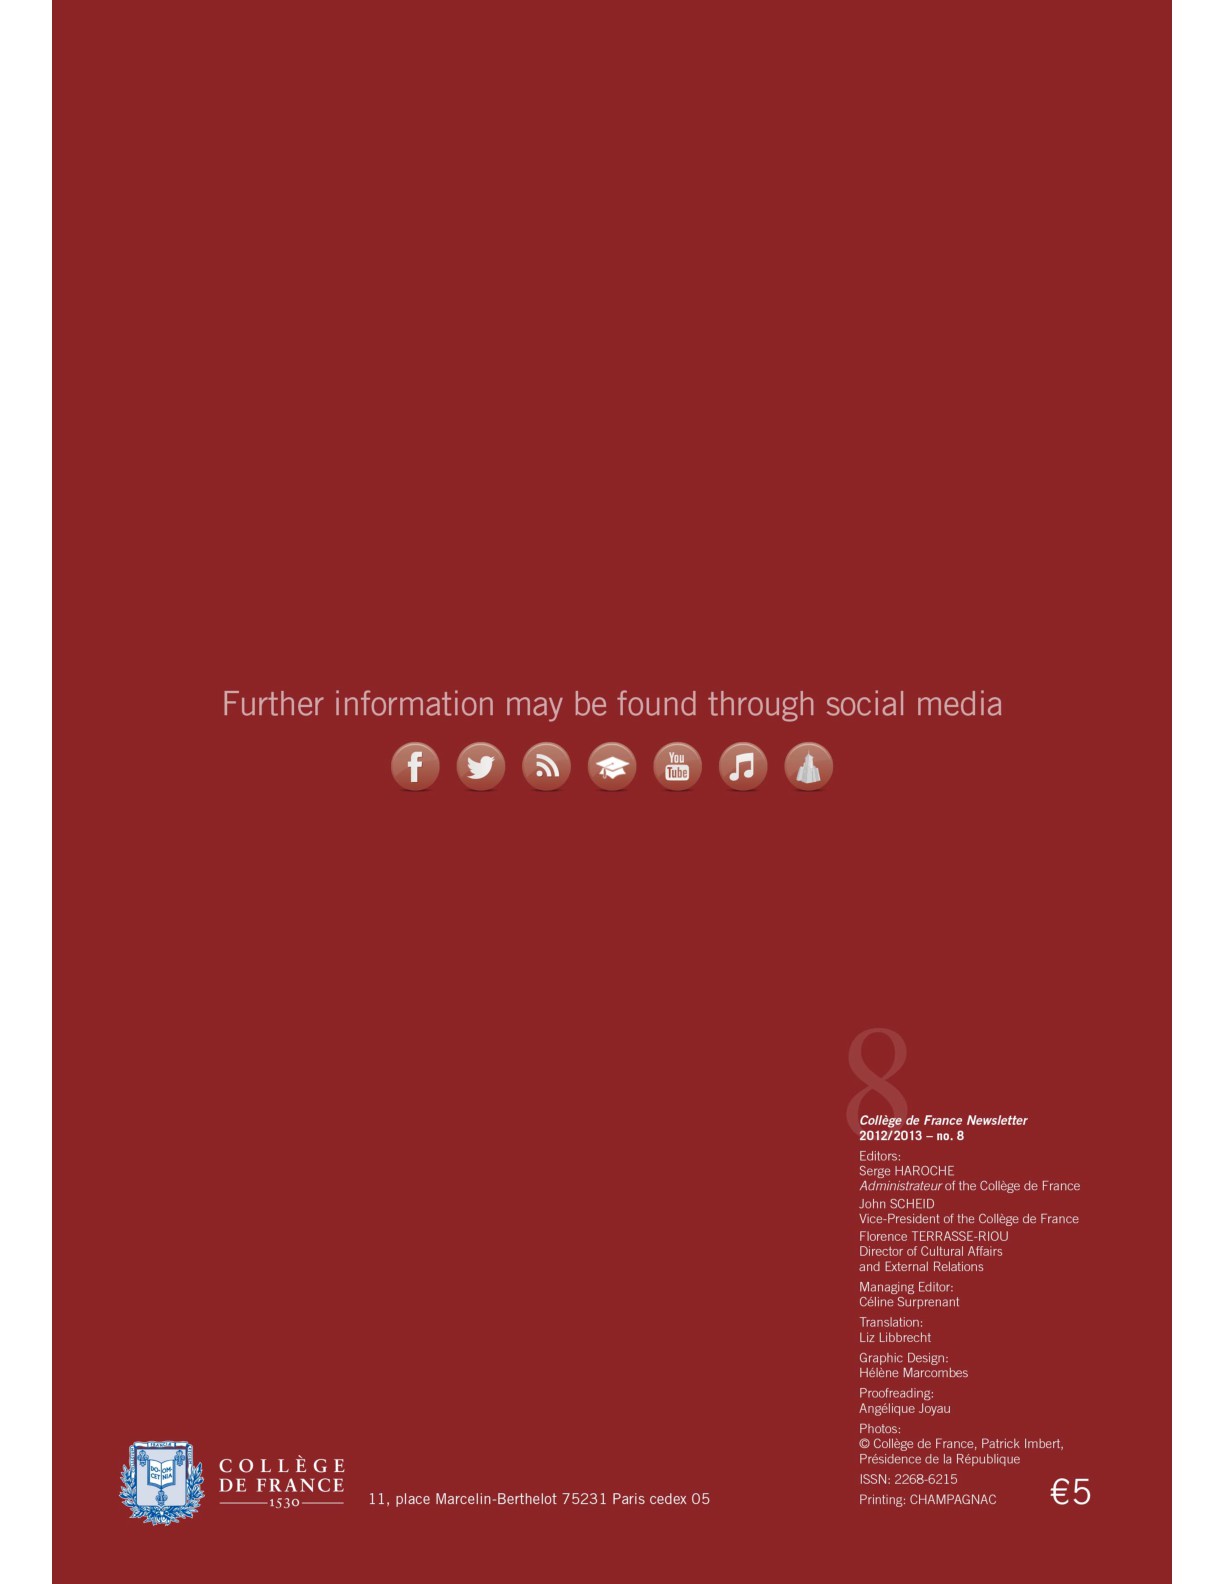 Further information may be found through social media
f
You
Tube
8
Collège de France Newsletter
2012/2013 – no. 8
Editors:
Serge HAROCHE
Administrateur of the Collège de France
John SCHEID
Vice-President of the Collège de France
Florence TERRASSE-RIOU
Director of Cultural Affairs
and External Relations
Managing Editor:
Céline Surprenant
Translation:
Liz Libbrecht
Graphic Design:
Hélène Marcombes
Proofreading:
Angélique Joyau
Photos:
© Collège de France, Patrick Imbert,
Présidence de la République
ISSN: 2268-6215
Printing: CHAMPAGNAC
€5
DO- CET
OM- NIA
COLLÈGE
DE FRANCE
1530
11, place Marcelin-Berthelot 75231 Paris cedex 05